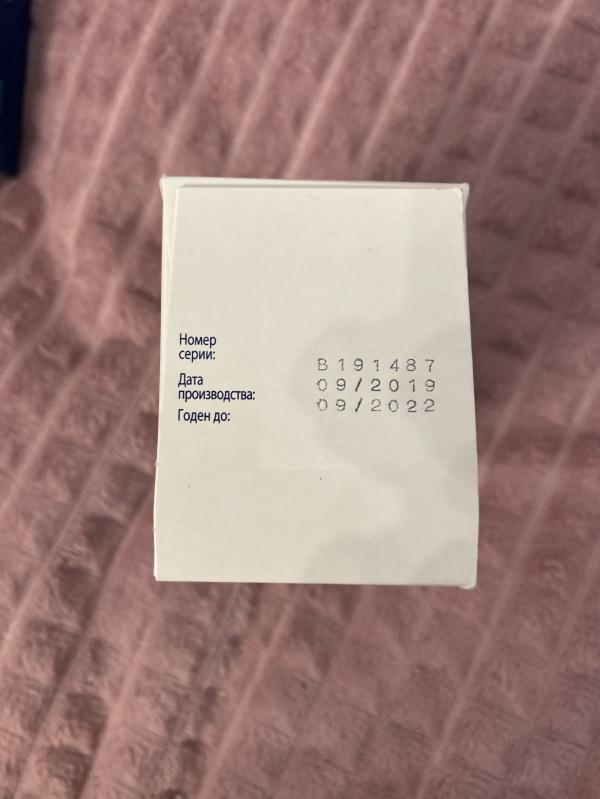 Номер
серии:
B191487
Дата
производства:
09/2019
Годен до:
09/2022